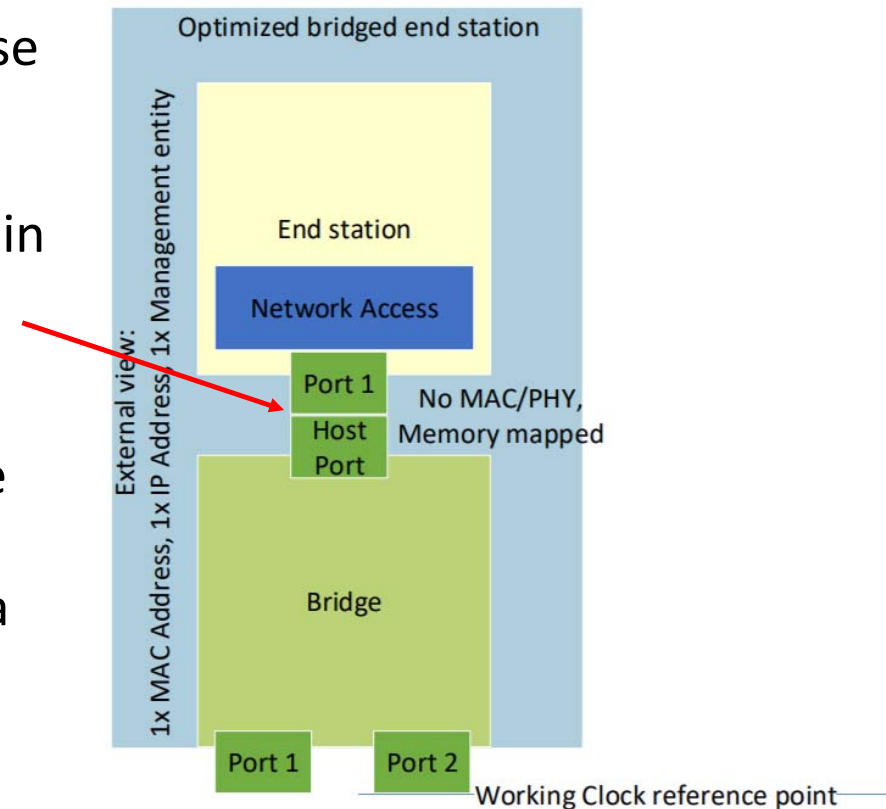 se
in
e
a
Optimized bridged end station
External view:
1x MAC Address, 1x IP Address, 1x Management entity
End station
Network Access
Port 1
No MAC/PHY,
Memory mapped
Host
Port
Bridge
Port 1
Port 2
Working Clock reference point